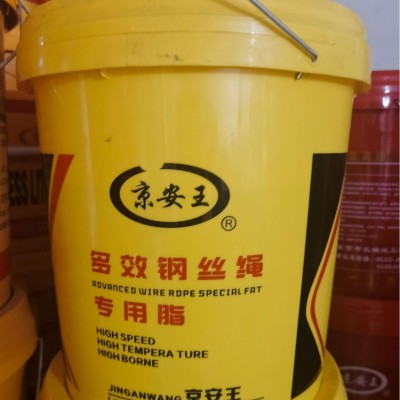 京安王
®
多效钢丝绳
ADVANCED WIRE ROPE SPECIAL FAT
专用脂
HIGH SPEED
HIGH TEMPERA TURE
HIGH BORNE
JINGANWANG 京安王